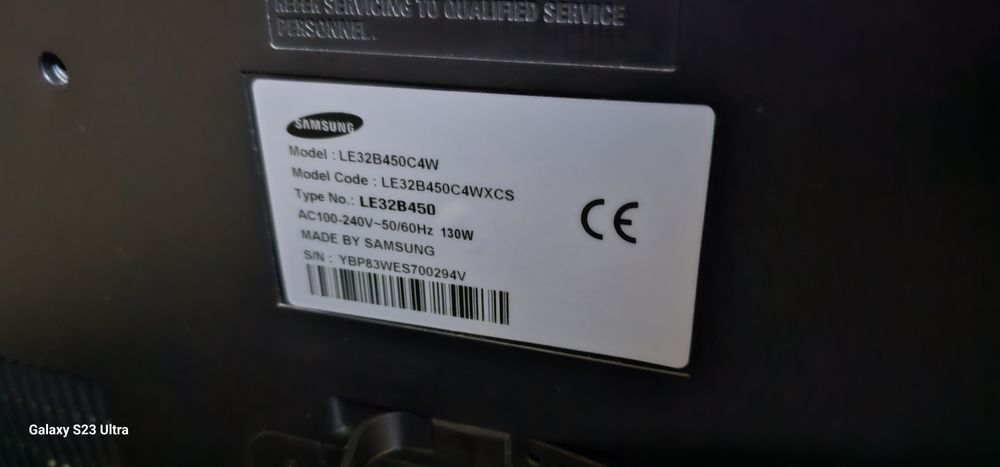 REFER SERVICING TO QUALIFIED SERVICE
PERSONNEL.
SAMSUNG
Model : LE32B450C4W
Model Code : LE32B450C4WXCS
Type No.: LE32B450
AC100-240V~50/60Hz 130W
MADE BY SAMSUNG
S/N : YBP83WES700294V
CE
Galaxy S23 Ultra